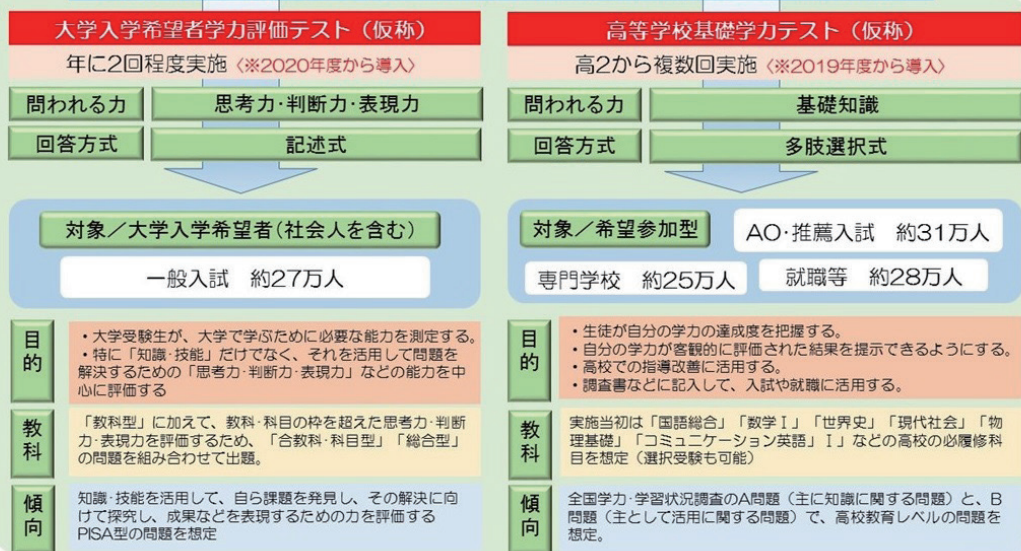 大学入学希望者学力評価テスト（仮称）
年に2回程度実施〈※2020年度から導入〉
問われる力
思考力･判断力･表現力
回答方式
記述式
対象／大学入学希望者(社会人を含む)
一般入試　約27万人
目的
・大学受験生が、大学で学ぶために必要な能力を測定する。
・特に「知識･技能」だけでなく、それを活用して問題を
解決するための「思考力･判断力･表現力」などの能力を中
心に評価する
教科
「教科型」に加えて、教科･科目の枠を超えた思考力･判断
力･表現力を評価するため、「合教科･科目型」「総合型」
の問題を組み合わせて出題。
傾向
知識･技能を活用して、自ら課題を発見し、その解決に向
けて探究し、成果などを表現するための力を評価する
PISA型の問題を想定
高等学校基礎学力テスト（仮称）
高2から複数回実施〈※2019年度から導入〉
問われる力
基礎知識
回答方式
多肢選択式
対象／希望参加型
AO･推薦入試　約31万人
専門学校　約25万人
就職等　約28万人
目的
・生徒が自分の学力の達成度を把握する。
・自分の学力が客観的に評価された結果を提示できるようにする。
・高校での指導改善に活用する。
・調査書などに記入して、入試や就職に活用する。
教科
実施当初は「国語総合」「数学Ⅰ」「世界史」「現代社会」「物
理基礎」「コミュニケーション英語」Ⅰ」などの高校の必履修科
目を想定（選択受験も可能）
傾向
全国学力･学習状況調査のA問題（主に知識に関する問題）と、B
問題（主として活用に関する問題）で、高校教育レベルの問題を
想定。